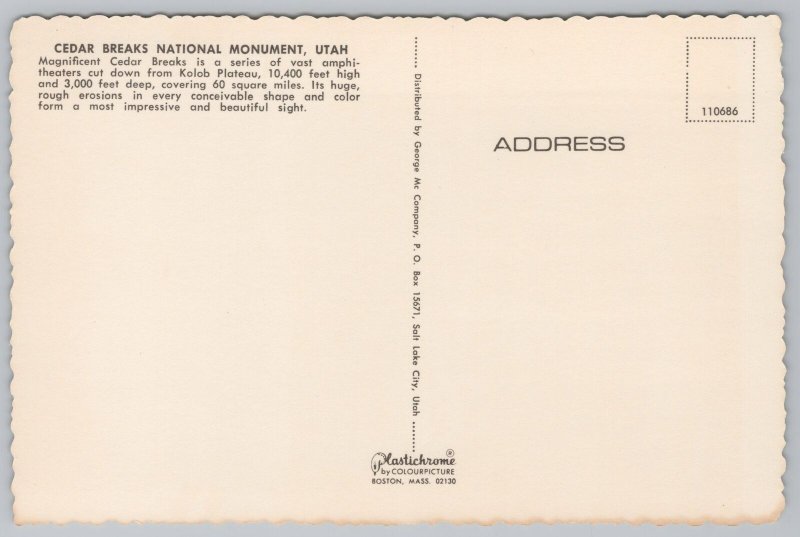 CEDAR BREAKS NATIONAL MONUMENT, UTAH
Magnificent Cedar Breaks is a series of vast amphi-
theaters cut down from Kolob Plateau, 10,400 feet high
and 3,000 feet deep, covering 60 square miles. Its huge,
rough erosions in every conceivable shape and color
form a most impressive and beautiful sight.
Distributed by George Mc Company, P. O. Box 15671, Salt Lake City, Utah
Plastichrome®
by COLOURPICTURE
BOSTON, MASS. 02130
110686
ADDRESS